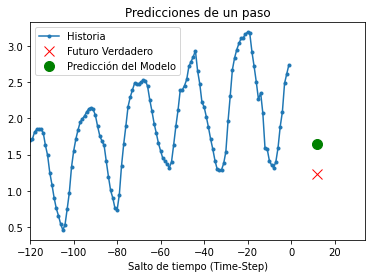 Predicciones de un paso
Historia
Futuro Verdadero
Predicción del Modelo
3.0
2.5
2.0
1.5
1.0
0.5
−120 −100 −80 −60 −40 −20 0 20
Salto de tiempo (Time-Step)